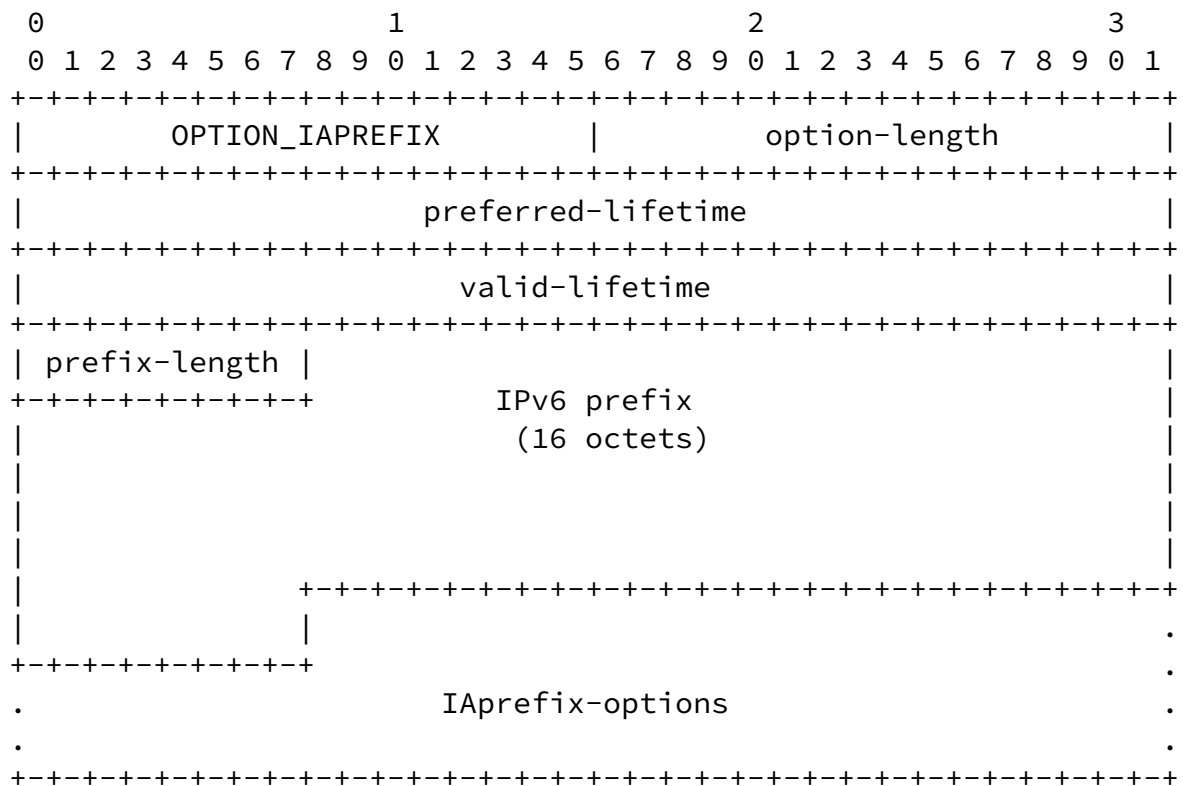 0                   1                   2                   3
0 1 2 3 4 5 6 7 8 9 0 1 2 3 4 5 6 7 8 9 0 1 2 3 4 5 6 7 8 9 0 1
+-+-+-+-+-+-+-+-+-+-+-+-+-+-+-+-+-+-+-+-+-+-+-+-+-+-+-+-+-+-+-+-+
|        OPTION_IAPREFIX        |         option-length         |
+-+-+-+-+-+-+-+-+-+-+-+-+-+-+-+-+-+-+-+-+-+-+-+-+-+-+-+-+-+-+-+-+
|                      preferred-lifetime                       |
+-+-+-+-+-+-+-+-+-+-+-+-+-+-+-+-+-+-+-+-+-+-+-+-+-+-+-+-+-+-+-+-+
|                        valid-lifetime                         |
+-+-+-+-+-+-+-+-+-+-+-+-+-+-+-+-+-+-+-+-+-+-+-+-+-+-+-+-+-+-+-+-+
| prefix-length |                                               |
+-+-+-+-+-+-+-+-+          IPv6 prefix                          |
|                           (16 octets)                         |
|                                                               |
|                                                               |
|                                                               |
|               +-+-+-+-+-+-+-+-+-+-+-+-+-+-+-+-+-+-+-+-+-+-+-+-+
|               |                                               .
+-+-+-+-+-+-+-+-+                                               .
.                       IAprefix-options                        .
.                                                               .
+-+-+-+-+-+-+-+-+-+-+-+-+-+-+-+-+-+-+-+-+-+-+-+-+-+-+-+-+-+-+-+-+